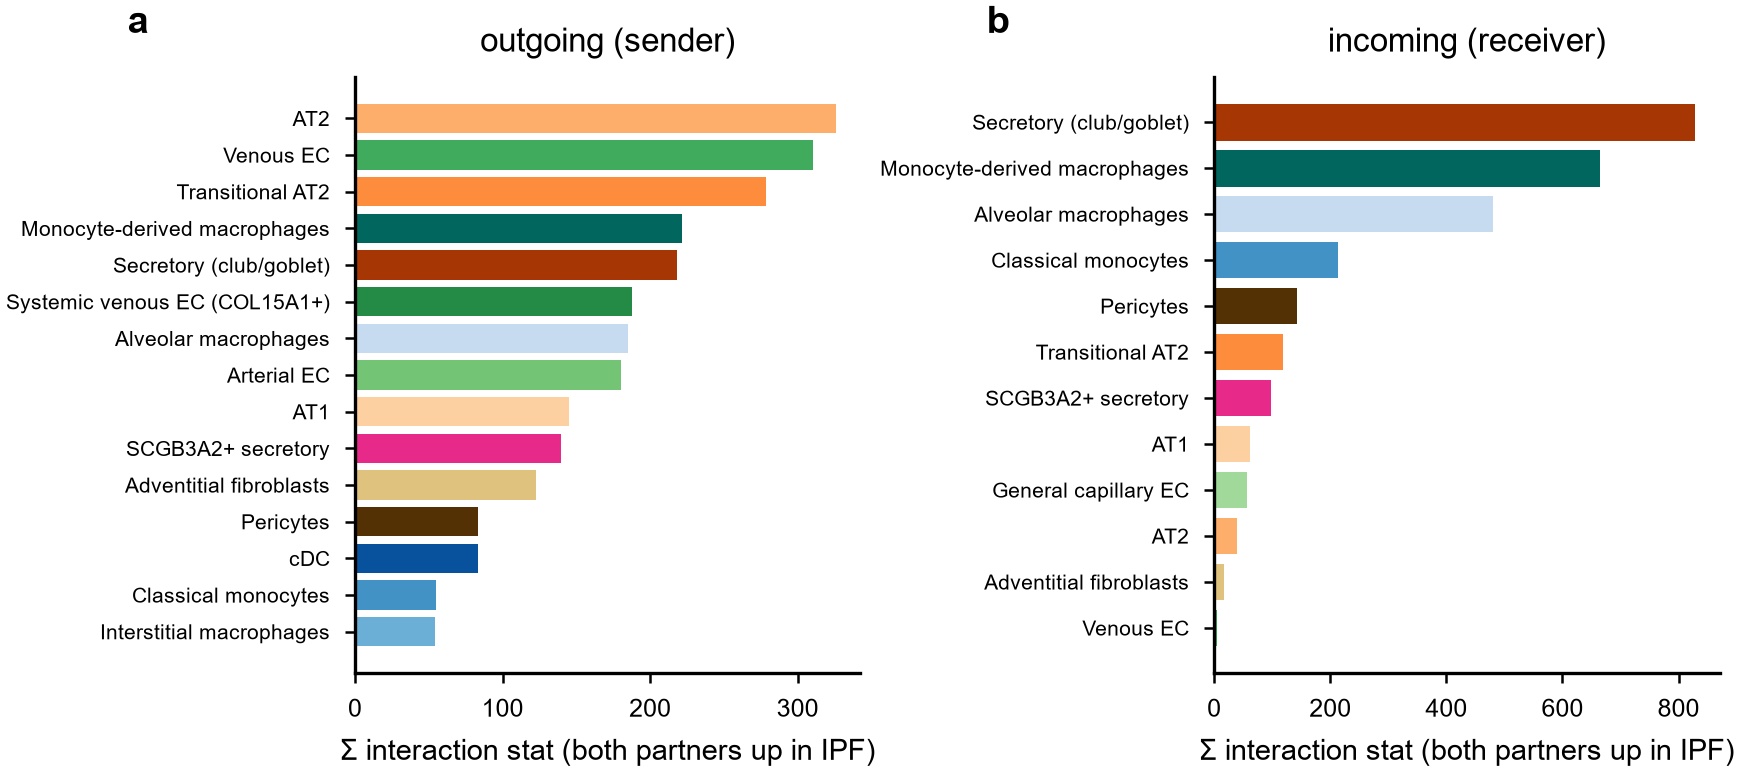 a
outgoing (sender)
AT2
Venous EC
Transitional AT2
Monocyte-derived macrophages
Secretory (club/goblet)
Systemic venous EC (COL15A1+)
Alveolar macrophages
Arterial EC
AT1
SCGB3A2+ secretory
Adventitial fibroblasts
Pericytes
cDC
Classical monocytes
Interstitial macrophages
0 100 200 300
Σ interaction stat (both partners up in IPF)
b
incoming (receiver)
Secretory (club/goblet)
Monocyte-derived macrophages
Alveolar macrophages
Classical monocytes
Pericytes
Transitional AT2
SCGB3A2+ secretory
AT1
General capillary EC
AT2
Adventitial fibroblasts
Venous EC
0 200 400 600 800
Σ interaction stat (both partners up in IPF)